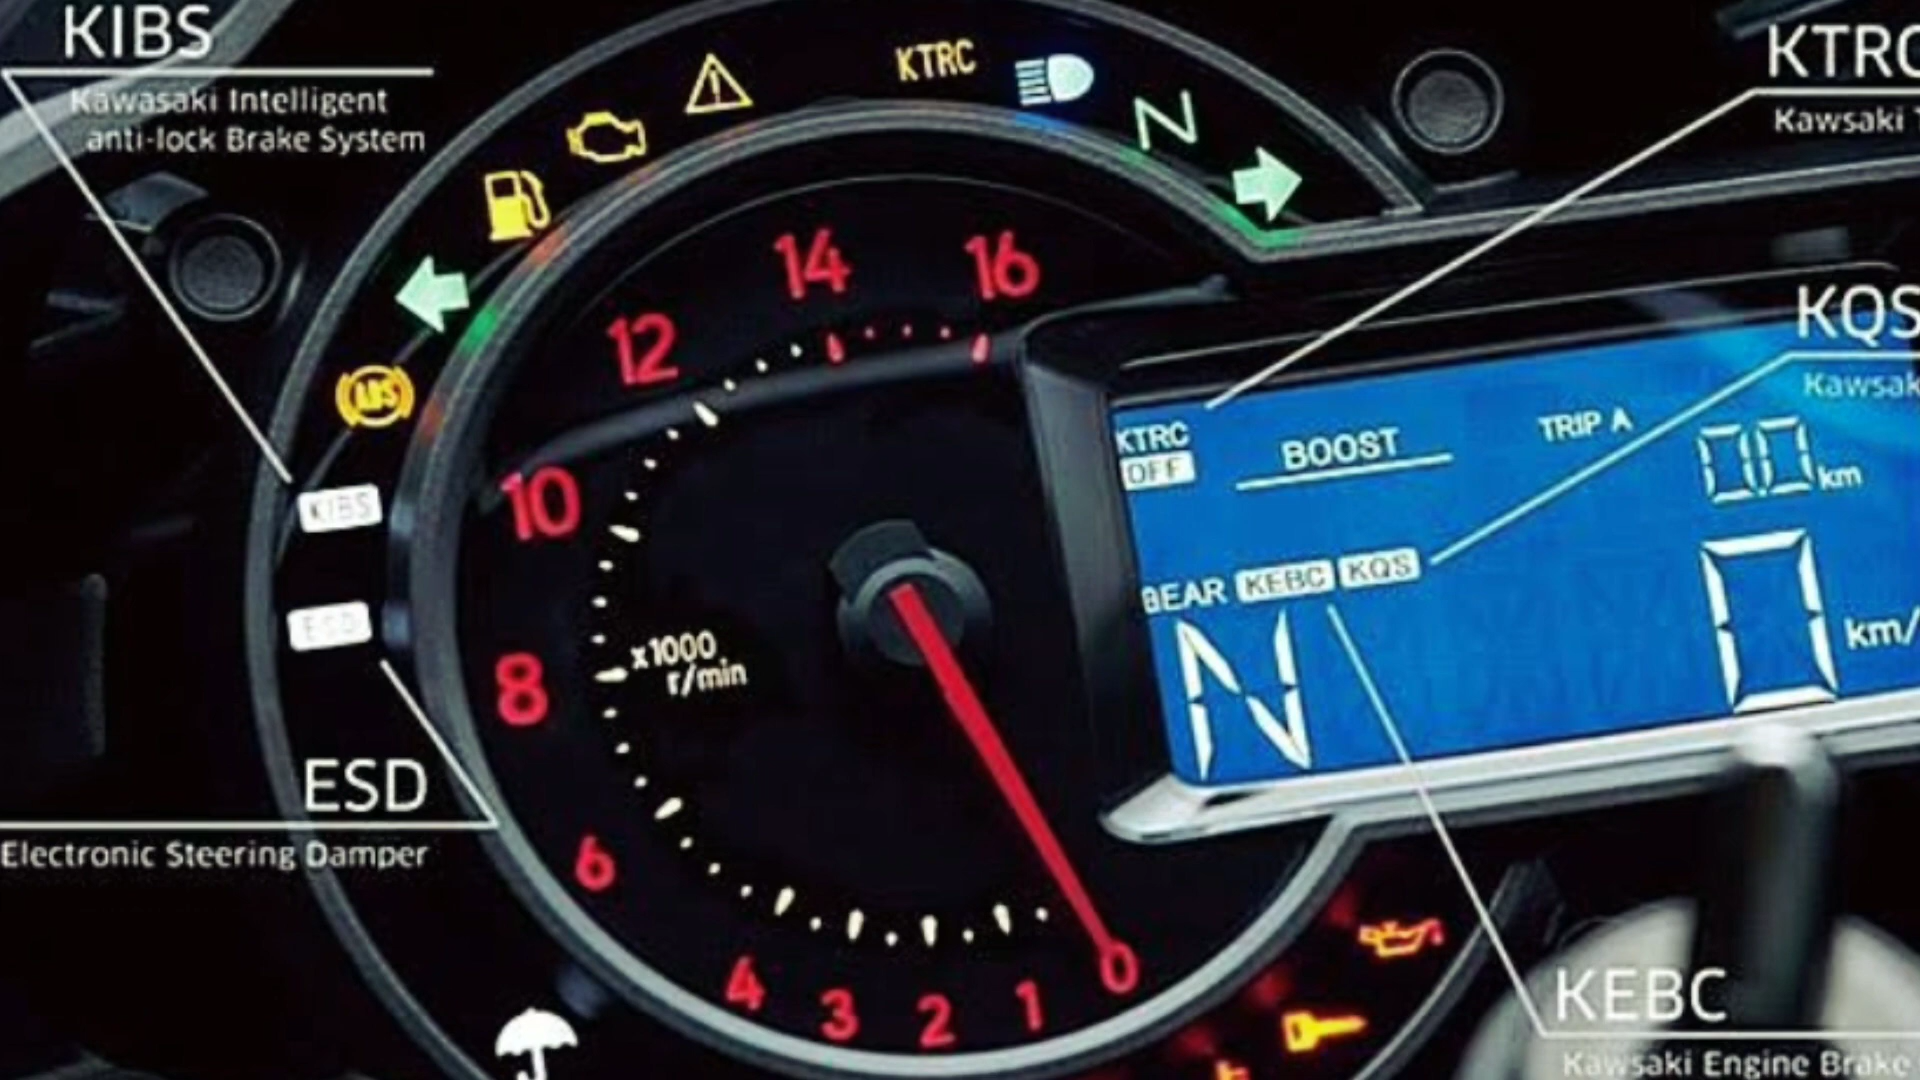 KIBS
Kawasaki Intelligent
anti-lock Brake System
KTRC
N
KTRC
Kawsaki
14
16
12
ABS
KQS
Kawsak
KTRC
OFF
BOOST
TRIP A
0.0 km
10
KIBS
BEAR KEBC KQS
N
0 km/
ESD
x1000
r/min
8
ESD
Electronic Steering Damper
6
4
3
2
1
0
KEBC
Kawsaki Engine Brake